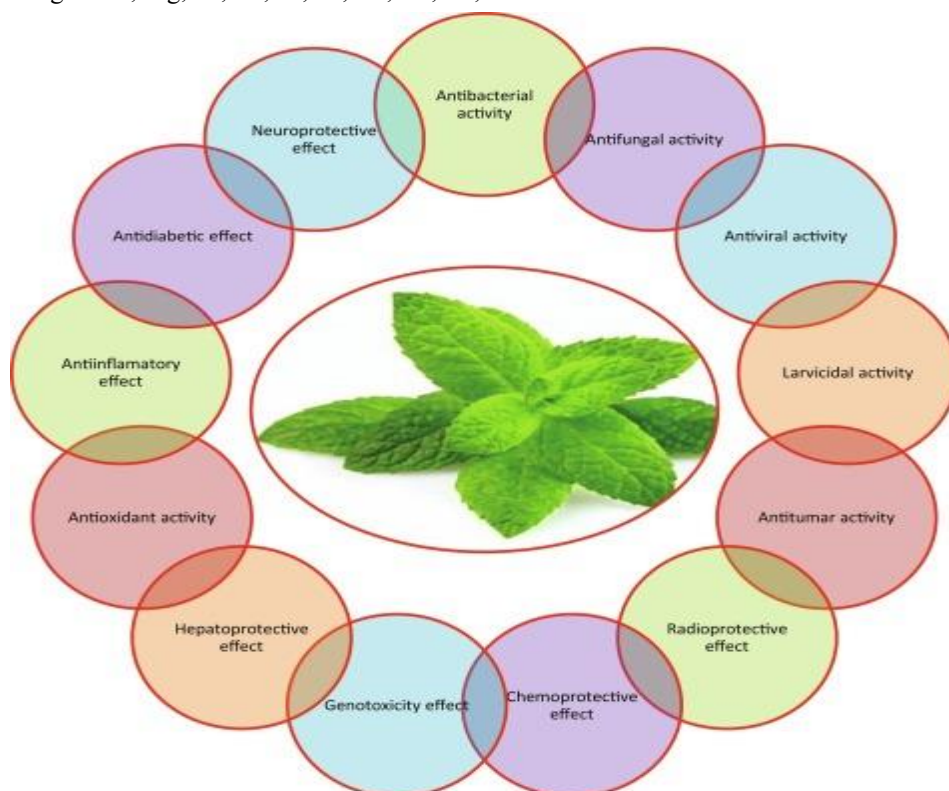 Antibacterial
activity
Antifungal activity
Antiviral activity
Larvicidal activity
Antitumar activity
Radioprotective
effect
Chemoprotective
effect
Genotoxicity effect
Hepatoprotective
effect
Antioxidant activity
Antiinflamatory
effect
Antidiabetic effect
Neuroprotective
effect